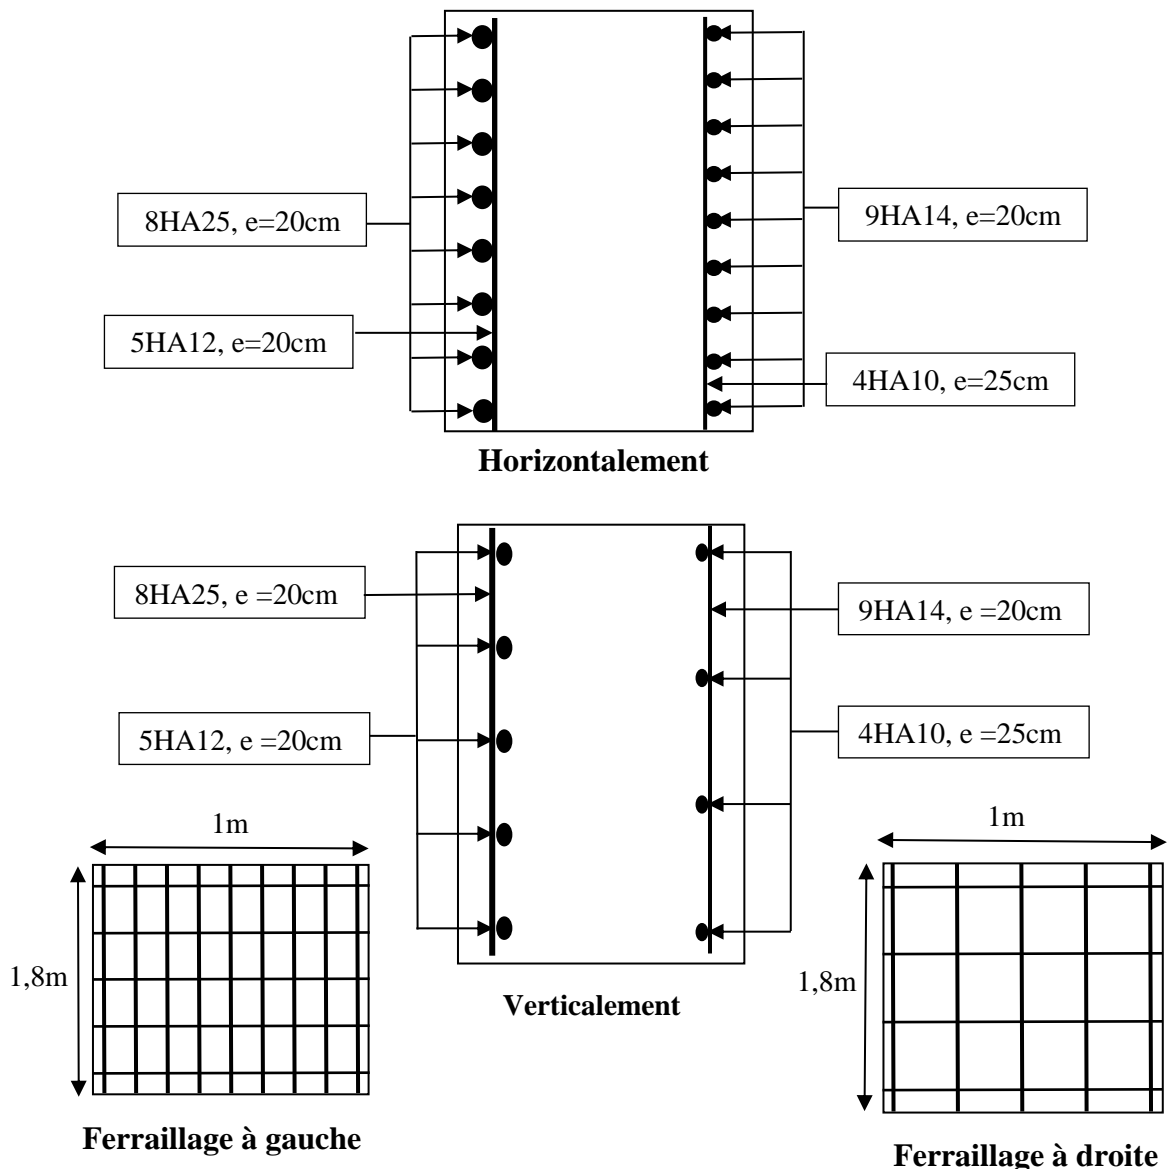 8HA25, e=20cm
9HA14, e=20cm
5HA12, e=20cm
4HA10, e=25cm
Horizontalement
8HA25, e =20cm
9HA14, e =20cm
5HA12, e =20cm
4HA10, e =25cm
1m
1m
1,8m
1,8m
Verticalement
Ferraillage à gauche
Ferraillage à droite